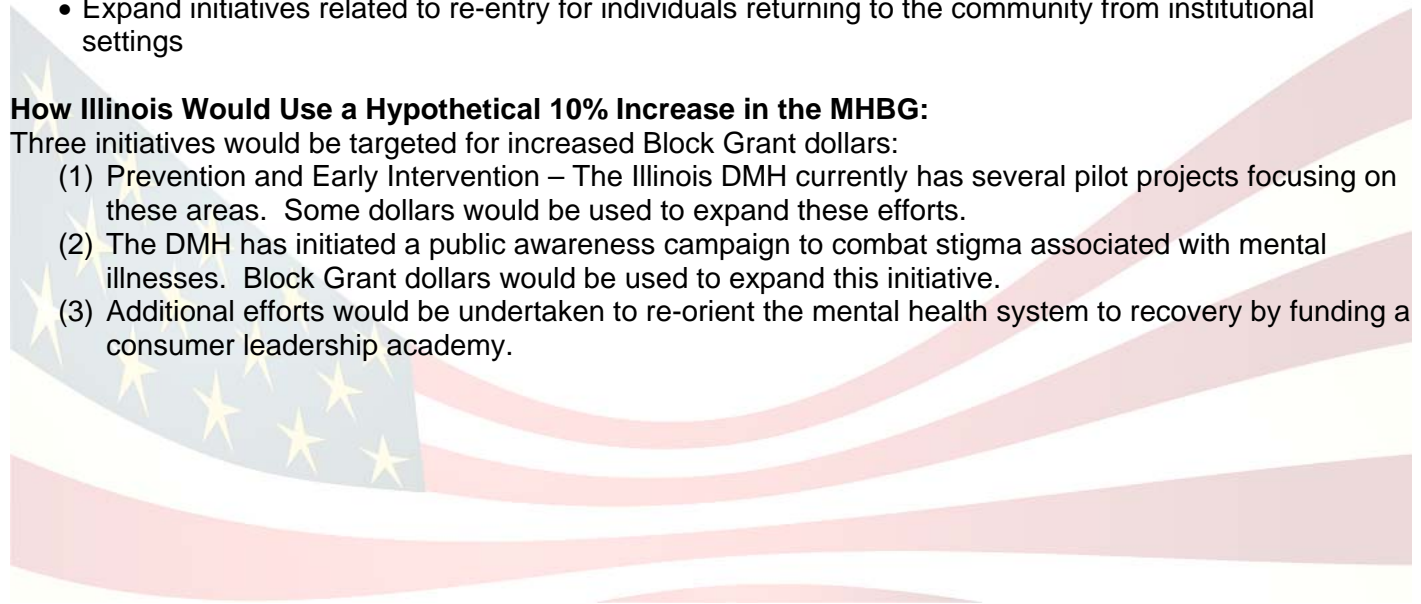 • Expand initiatives related to re-entry for individuals returning to the community from institutional
settings
How Illinois Would Use a Hypothetical 10% Increase in the MHBG:
Three initiatives would be targeted for increased Block Grant dollars:
(1) Prevention and Early Intervention – The Illinois DMH currently has several pilot projects focusing on
these areas.  Some dollars would be used to expand these efforts.
(2) The DMH has initiated a public awareness campaign to combat stigma associated with mental
illnesses.  Block Grant dollars would be used to expand this initiative.
(3) Additional efforts would be undertaken to re-orient the mental health system to recovery by funding a
consumer leadership academy.